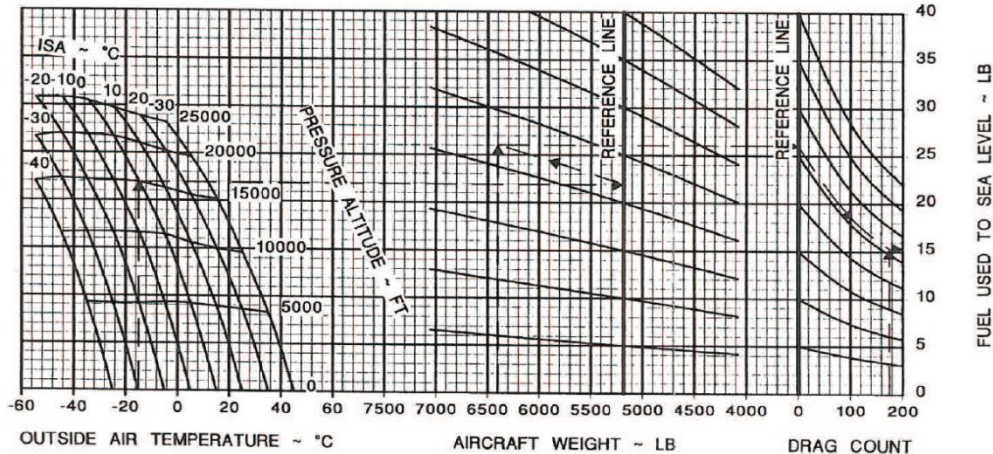 40
ISA ~ °C
35
-20 -10 0
10
20 30
-30
30
25000
20000
25
40
15000
20
10000
15
5000
10
5
0
0
PRESSURE ALTITUDE ~ FT
REFERENCE LINE
REFERENCE LINE
FUEL USED TO SEA LEVEL ~ LB
-60 -40 -20 0 20 40 7500 7000 6500 6000 5500 5000 4500 4000 0 100 200
OUTSIDE AIR TEMPERATURE ~ °C AIRCRAFT WEIGHT ~ LB DRAG COUNT